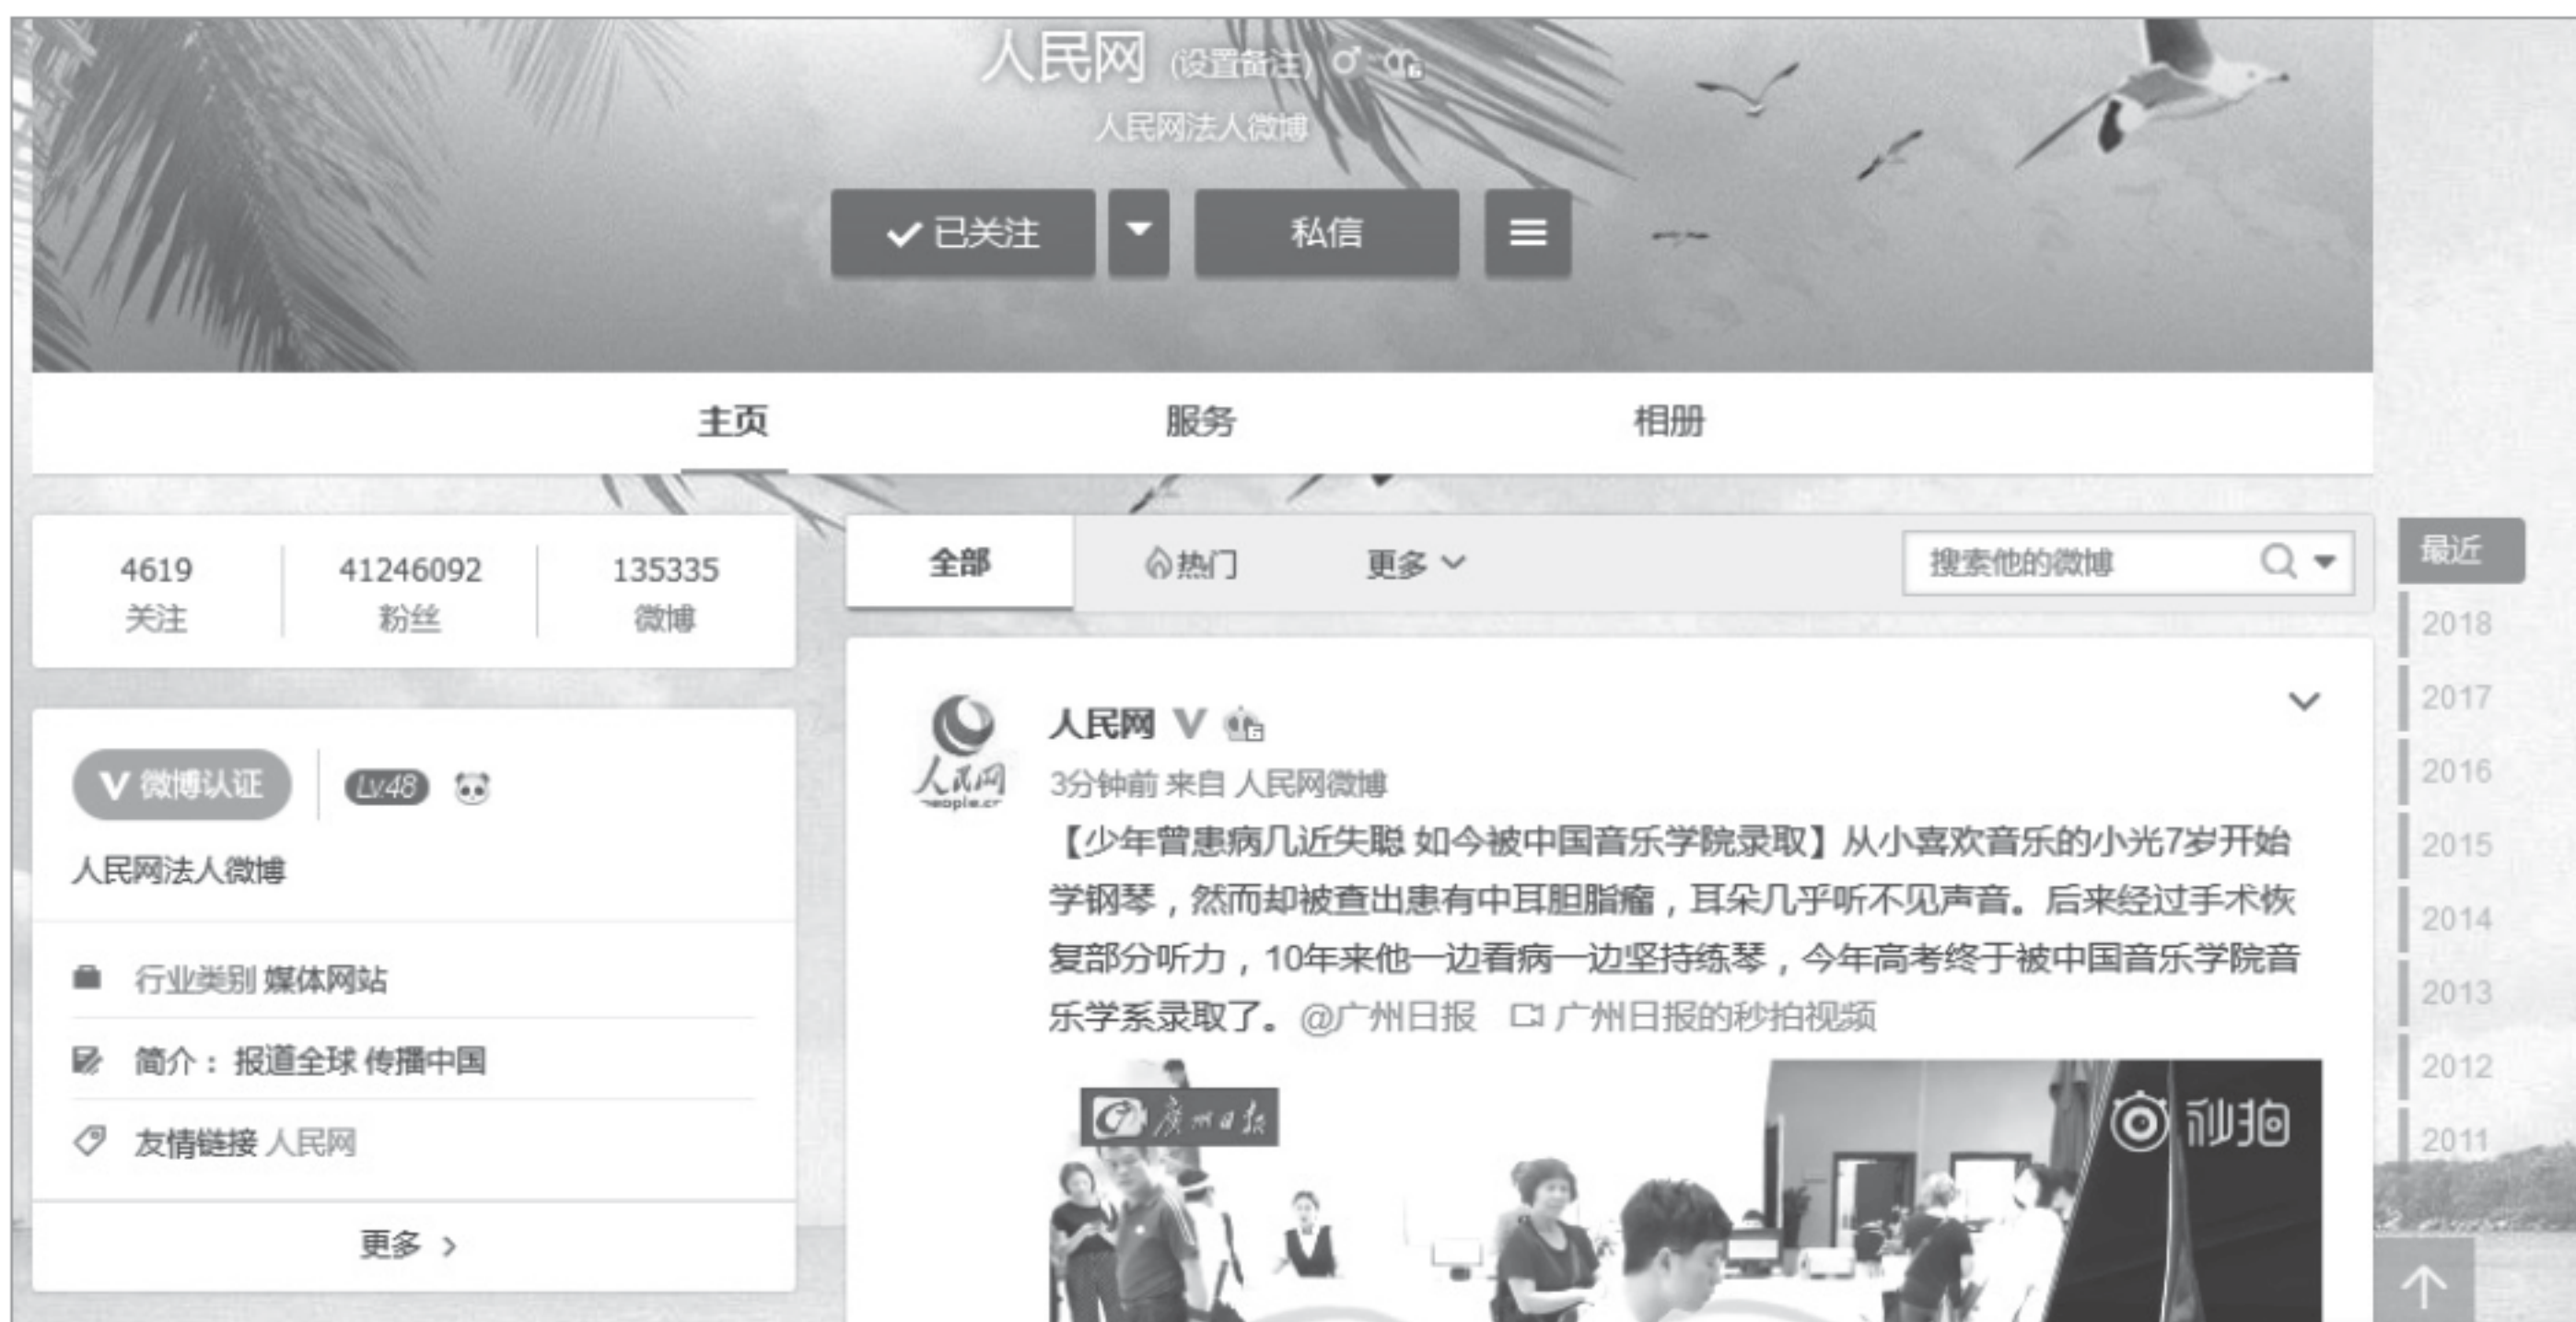 人民网 (设置备注)
人民网法人微博
已关注
私信
主页
服务
相册
4619
关注
41246092
粉丝
135335
微博
微博认证
Lv.48
人民网法人微博
行业类别 媒体网站
简介：报道全球 传播中国
友情链接 人民网
更多
全部
热门
更多
搜索他的微博
人民网
people.cn
人民网
3分钟前 来自 人民网微博
【少年曾患病几近失聪 如今被中国音乐学院录取】从小喜欢音乐的小光7岁开始
学钢琴，然而却被查出患有中耳胆脂瘤，耳朵几乎听不见声音。后来经过手术恢
复部分听力，10年来他一边看病一边坚持练琴，今年高考终于被中国音乐学院音
乐学系录取了。@广州日报 广州日报的秒拍视频
廣州日报
秒拍
最近
2018
2017
2016
2015
2014
2013
2012
2011